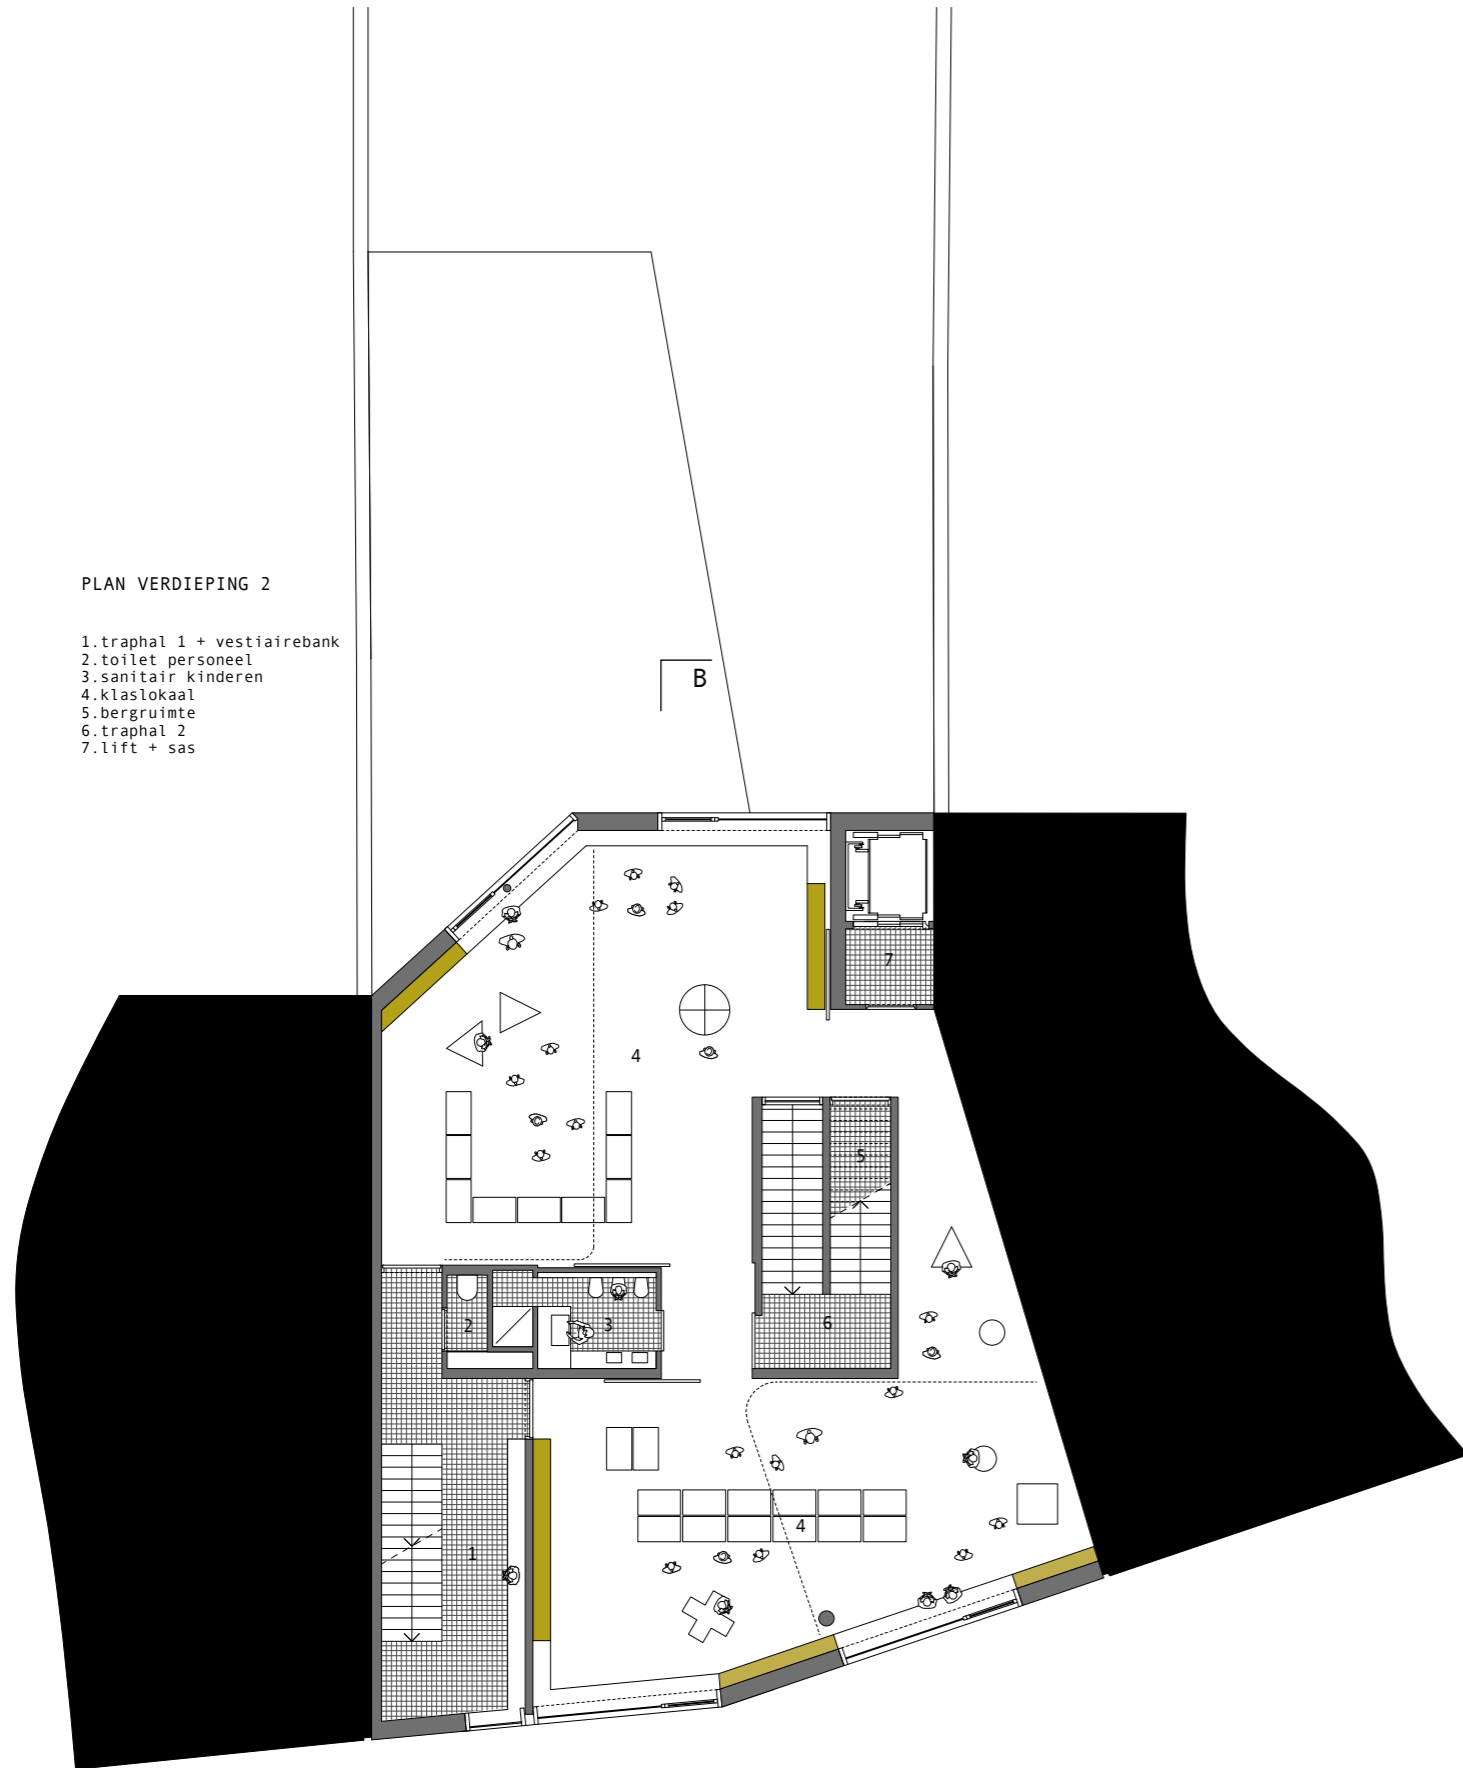 PLAN VERDIEPING 2
1.traphal 1 + vestiairebank
2.toilet personeel
3.sanitair kinderen
4.klaslokaal
5.bergruimte
6.traphal 2
7.lift + sas
B
7
4
5
2
3
6
4
1